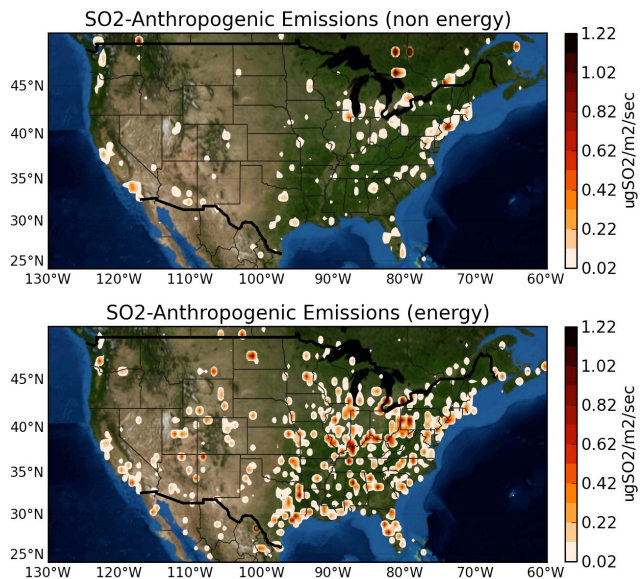 SO2-Anthropogenic Emissions (non energy)
1.22
1.02
0.82
0.62
0.42
0.22
0.02
ugSO2/m2/sec
45°N
40°N
35°N
30°N
25°N
130°W 120°W 110°W 100°W 90°W 80°W 70°W 60°W
SO2-Anthropogenic Emissions (energy)
1.22
1.02
0.82
0.62
0.42
0.22
0.02
ugSO2/m2/sec
45°N
40°N
35°N
30°N
25°N
130°W 120°W 110°W 100°W 90°W 80°W 70°W 60°W